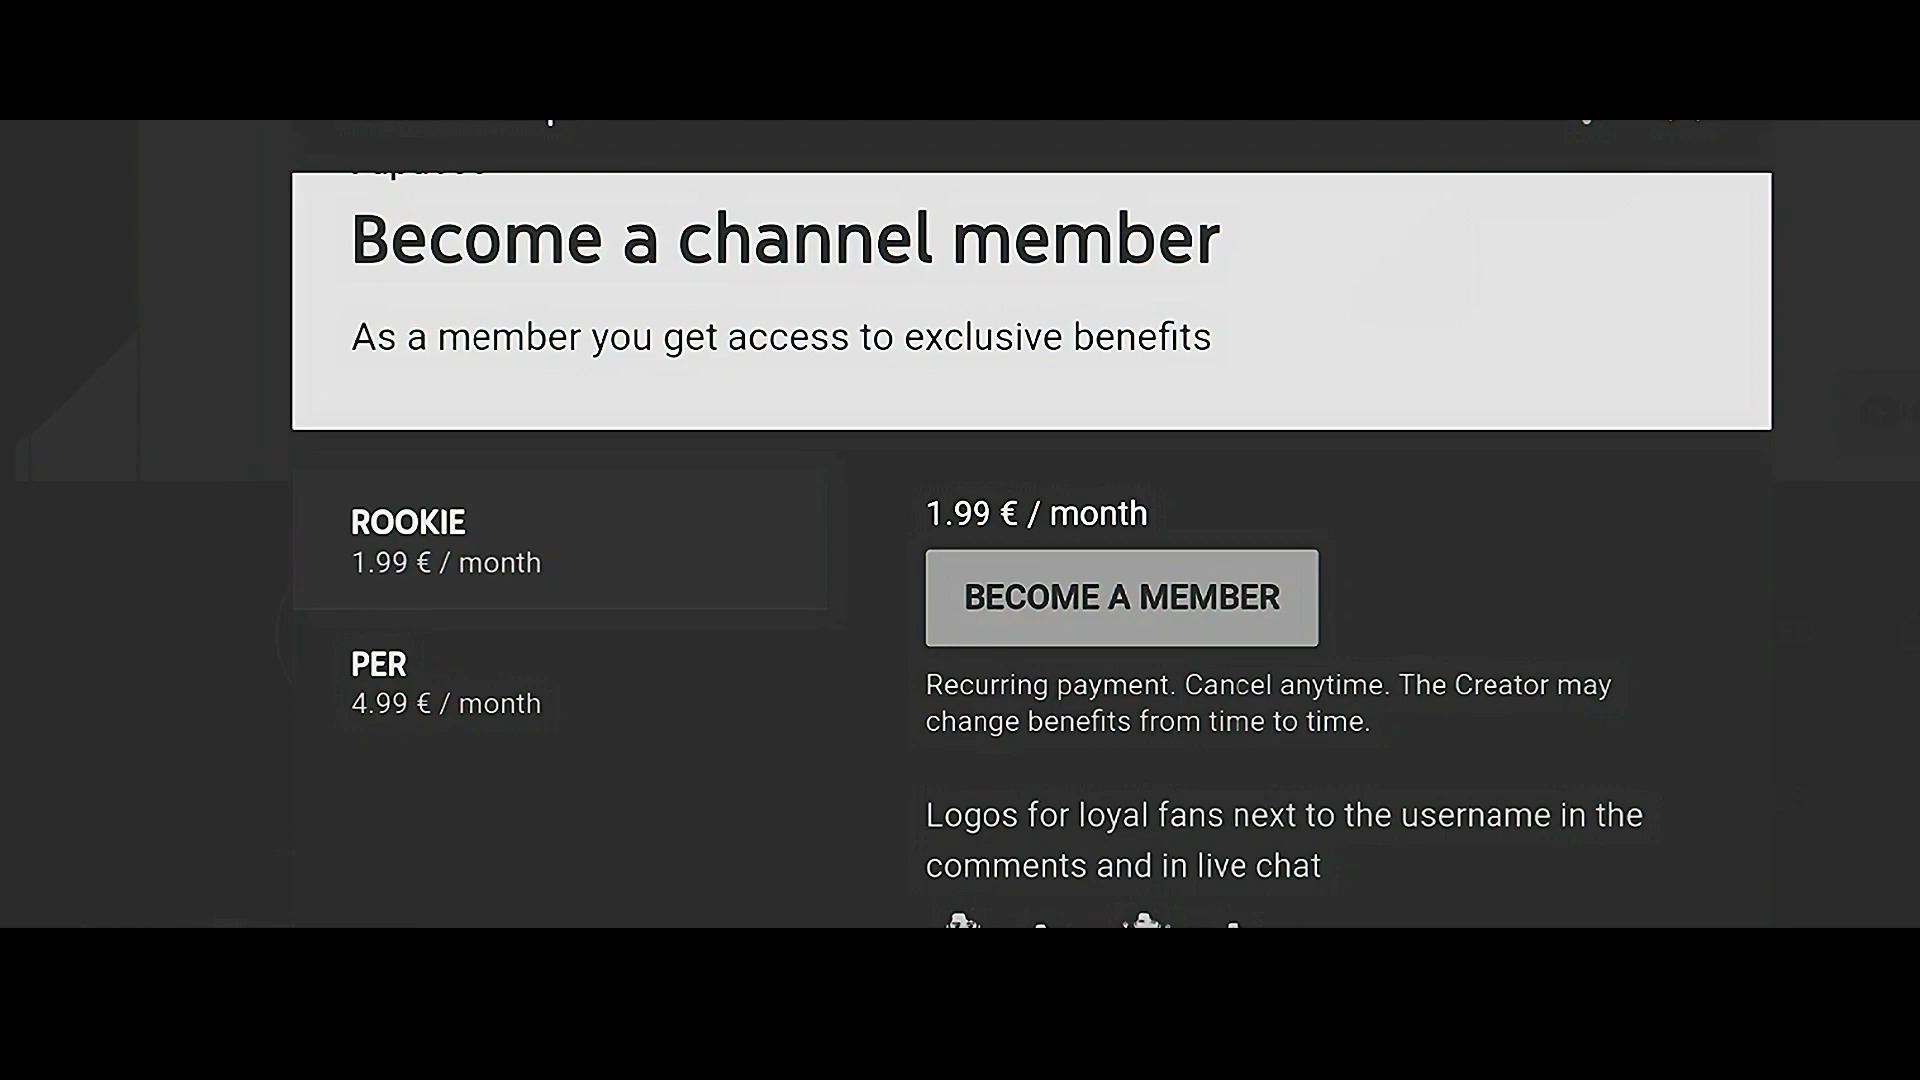 Become a channel member
As a member you get access to exclusive benefits
ROOKIE
1.99 € / month
PER
4.99 € / month
1.99 € / month
BECOME A MEMBER
Recurring payment. Cancel anytime. The Creator may
change benefits from time to time.
Logos for loyal fans next to the username in the
comments and in live chat